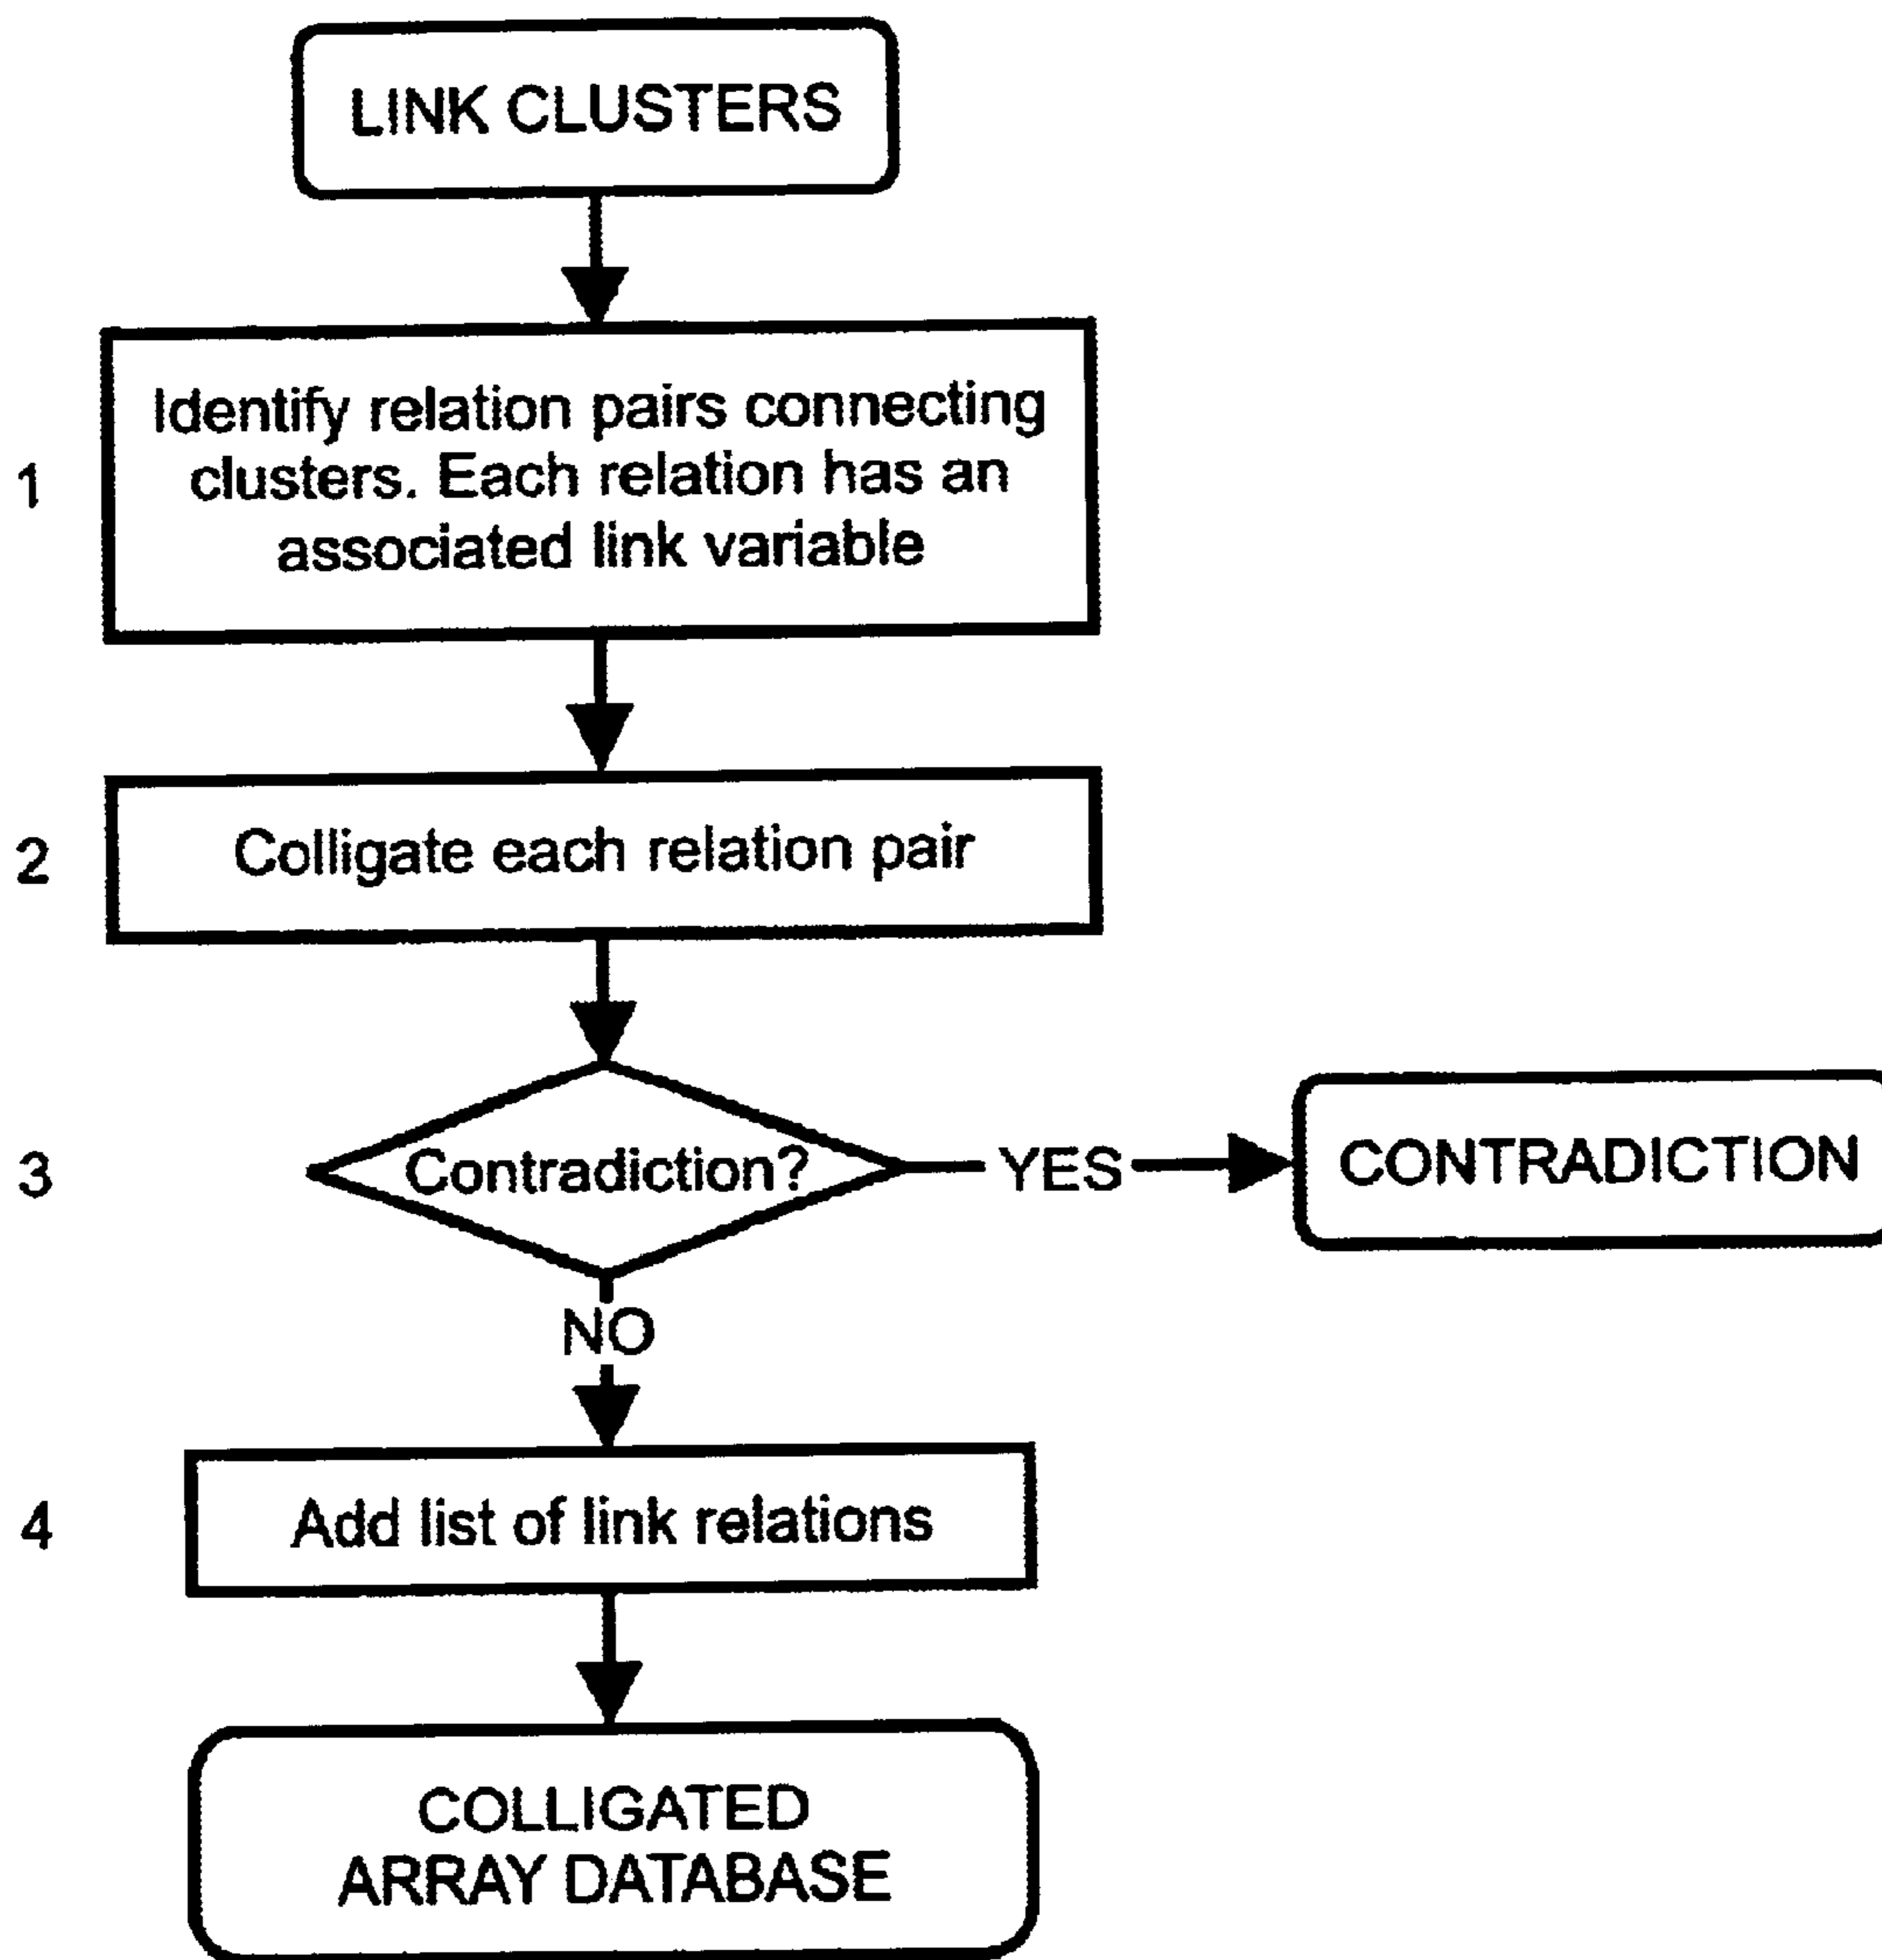 LINK CLUSTERS
1
Identify relation pairs connecting
clusters. Each relation has an
associated link variable
2
Colligate each relation pair
3
Contradiction?
YES
CONTRADICTION
NO
4
Add list of link relations
COLLIGATED
ARRAY DATABASE